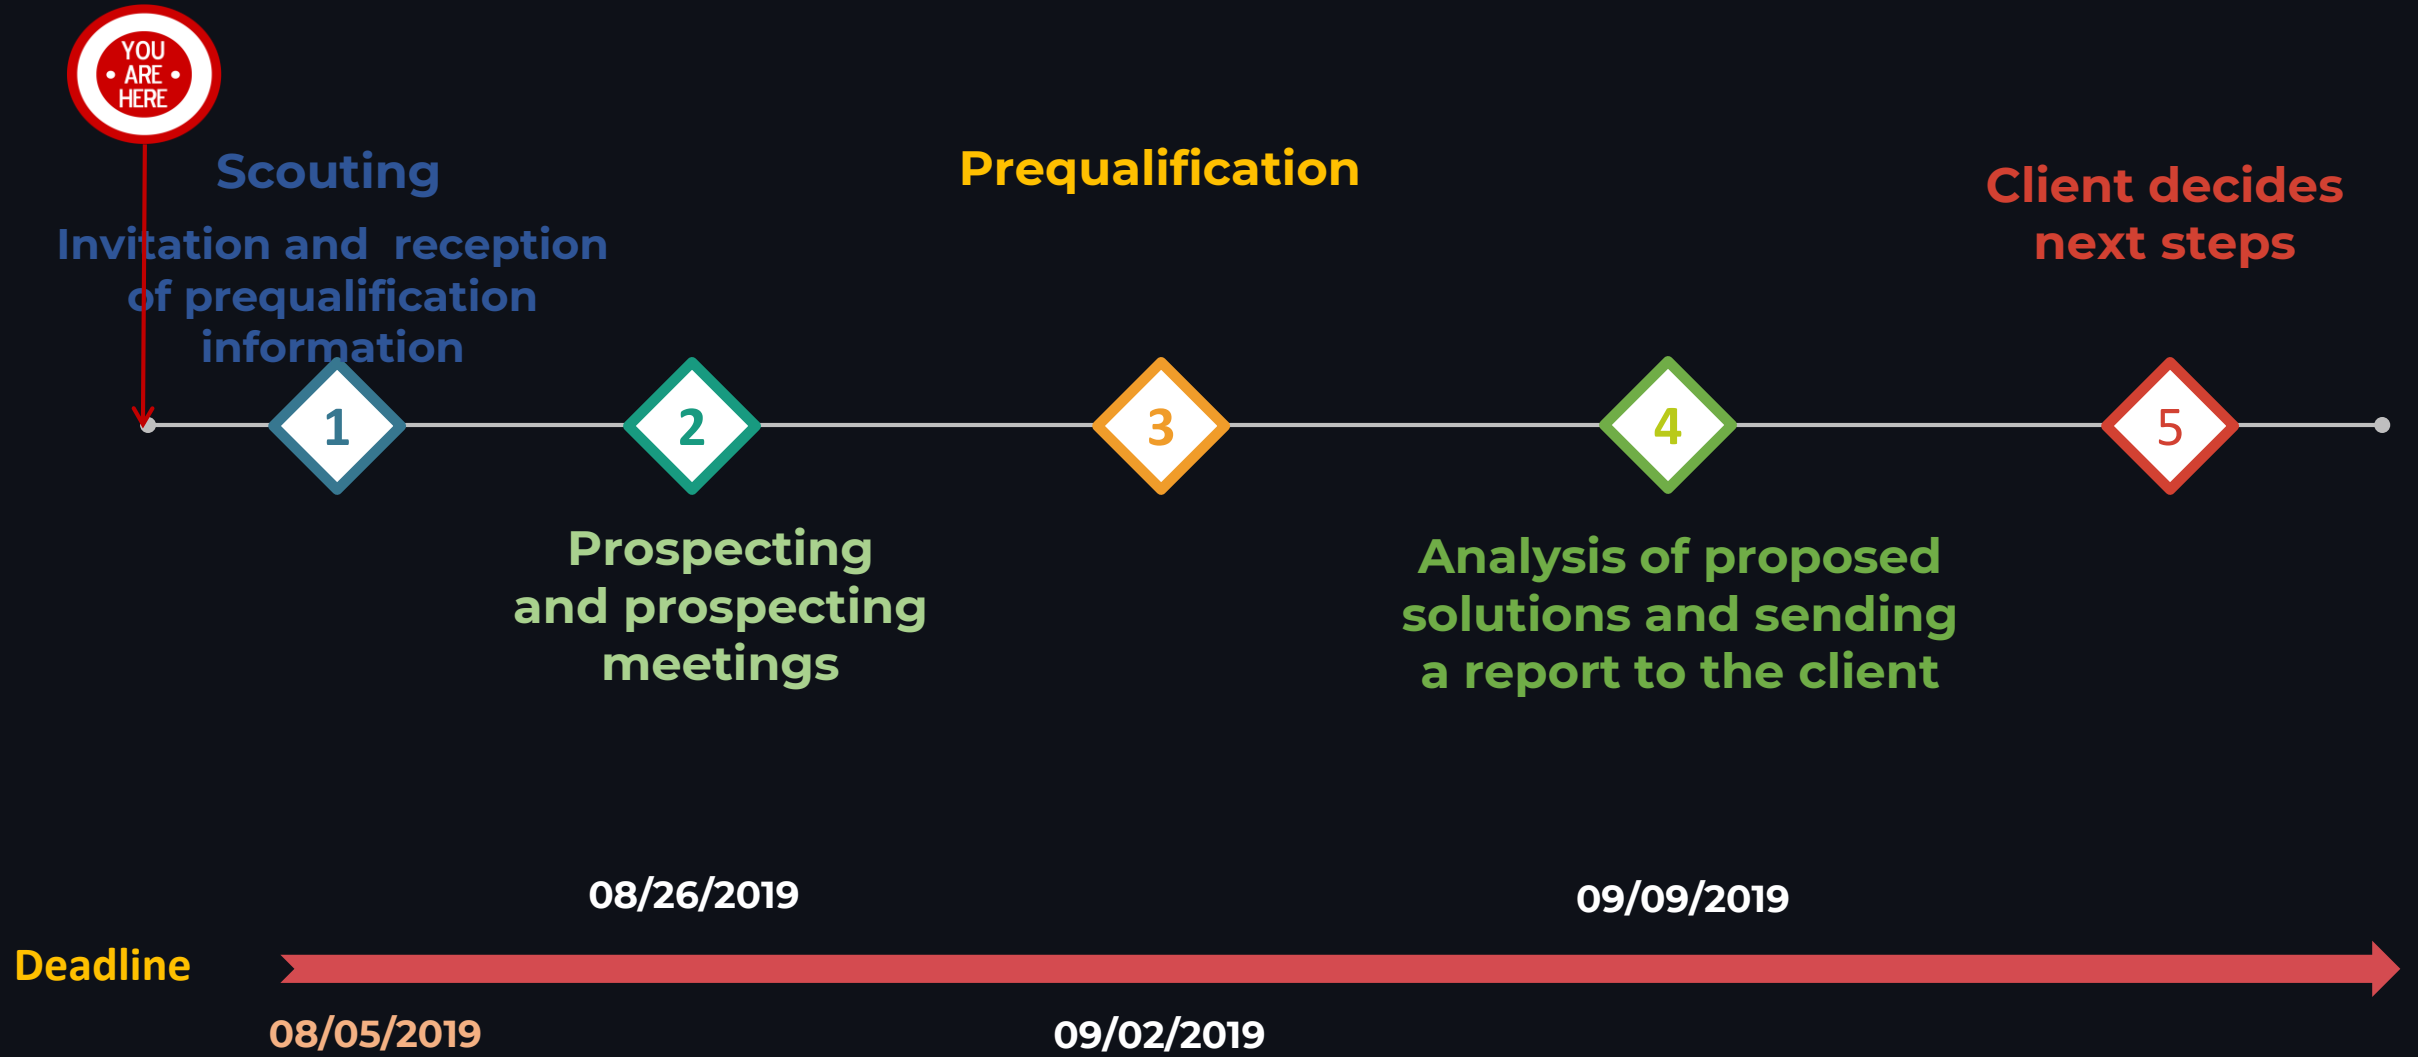 YOU
• ARE •
HERE
Scouting
Invitation and  reception
of prequalification
information
Prequalification
Client decides
next steps
1
2
3
4
5
Prospecting
and prospecting
meetings
Analysis of proposed
solutions and sending
a report to the client
08/26/2019
09/09/2019
Deadline
08/05/2019
09/02/2019